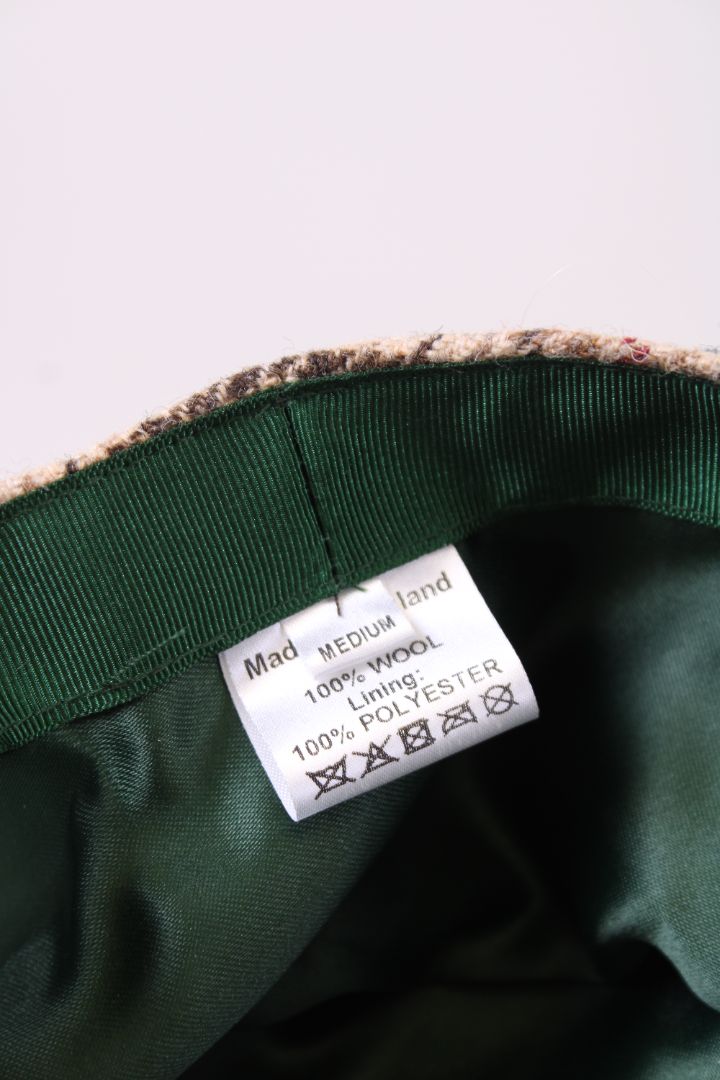 Mad land
MEDIUM
100% WOOL
Lining:
100% POLYESTER